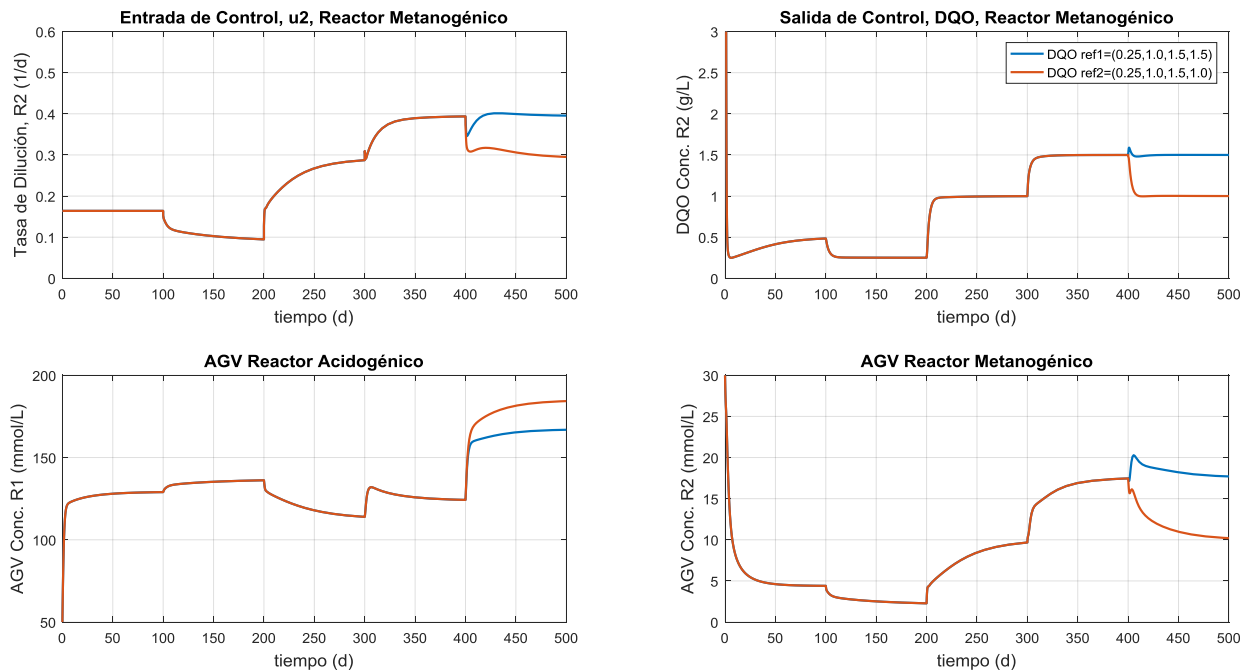 Entrada de Control, u2, Reactor Metanogénico
Tasa de Dilución, R2 (1/d)
0.6
0.5
0.4
0.3
0.2
0.1
0
0 50 100 150 200 250 300 350 400 450 500
tiempo (d)
Salida de Control, DQO, Reactor Metanogénico
DQO Conc. R2 (g/L)
3
2.5
2
1.5
1
0.5
0
DQO ref1=(0.25,1.0,1.5,1.5)
DQO ref2=(0.25,1.0,1.5,1.0)
0 50 100 150 200 250 300 350 400 450 500
tiempo (d)
AGV Reactor Acidogénico
AGV Conc. R1 (mmol/L)
200
150
100
50
0 50 100 150 200 250 300 350 400 450 500
tiempo (d)
AGV Reactor Metanogénico
AGV Conc. R2 (mmol/L)
30
25
20
15
10
5
0
0 50 100 150 200 250 300 350 400 450 500
tiempo (d)